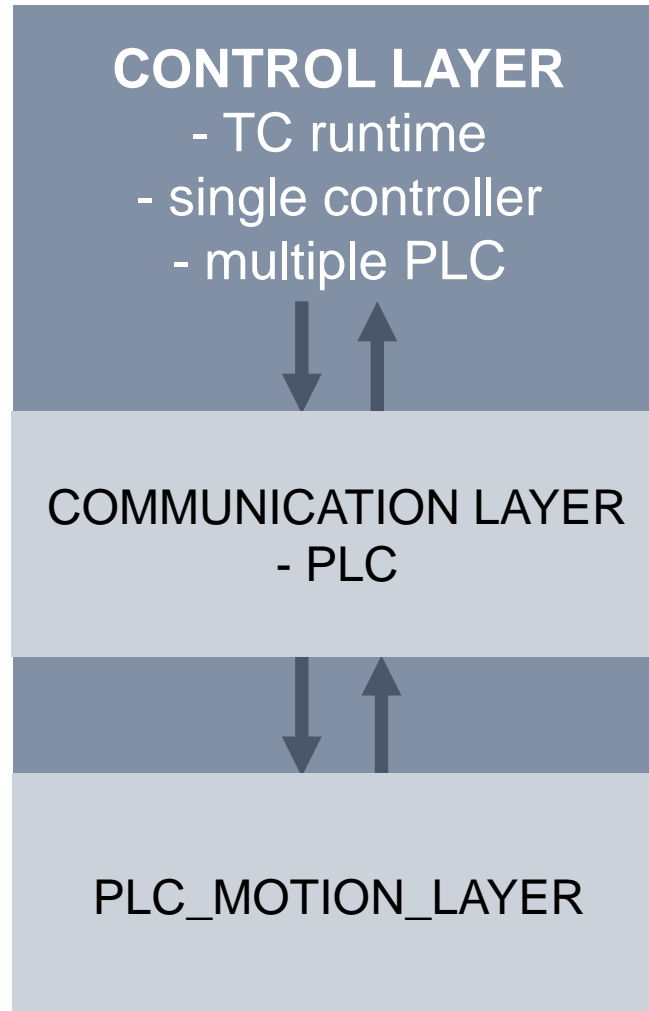 CONTROL LAYER
- TC runtime
- single controller
- multiple PLC
COMMUNICATION LAYER
- PLC
PLC_MOTION_LAYER